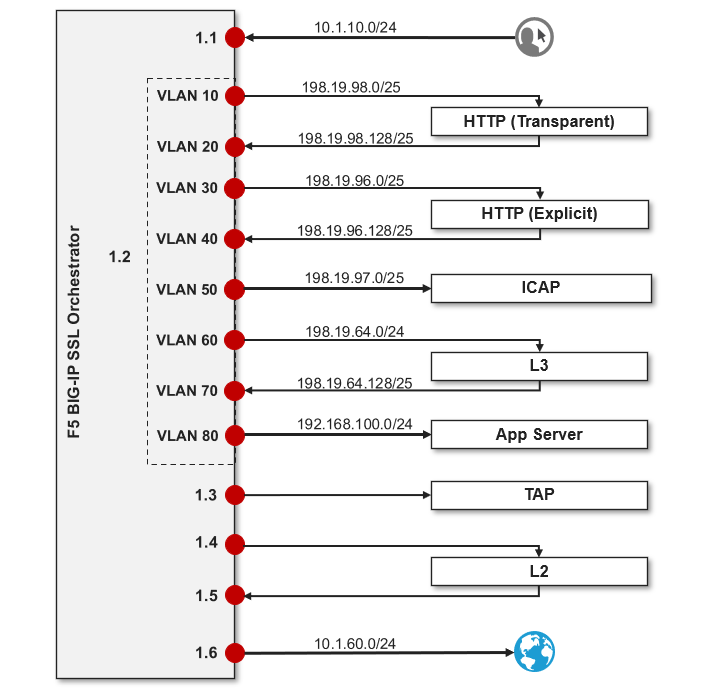 1.1
10.1.10.0/24
VLAN 10
198.19.98.0/25
HTTP (Transparent)
VLAN 20
198.19.98.128/25
VLAN 30
198.19.96.0/25
HTTP (Explicit)
VLAN 40
198.19.96.128/25
F5 BIG-IP SSL Orchestrator
1.2
VLAN 50
198.19.97.0/25
ICAP
VLAN 60
198.19.64.0/24
L3
VLAN 70
198.19.64.128/25
VLAN 80
192.168.100.0/24
App Server
1.3
TAP
1.4
L2
1.5
1.6
10.1.60.0/24